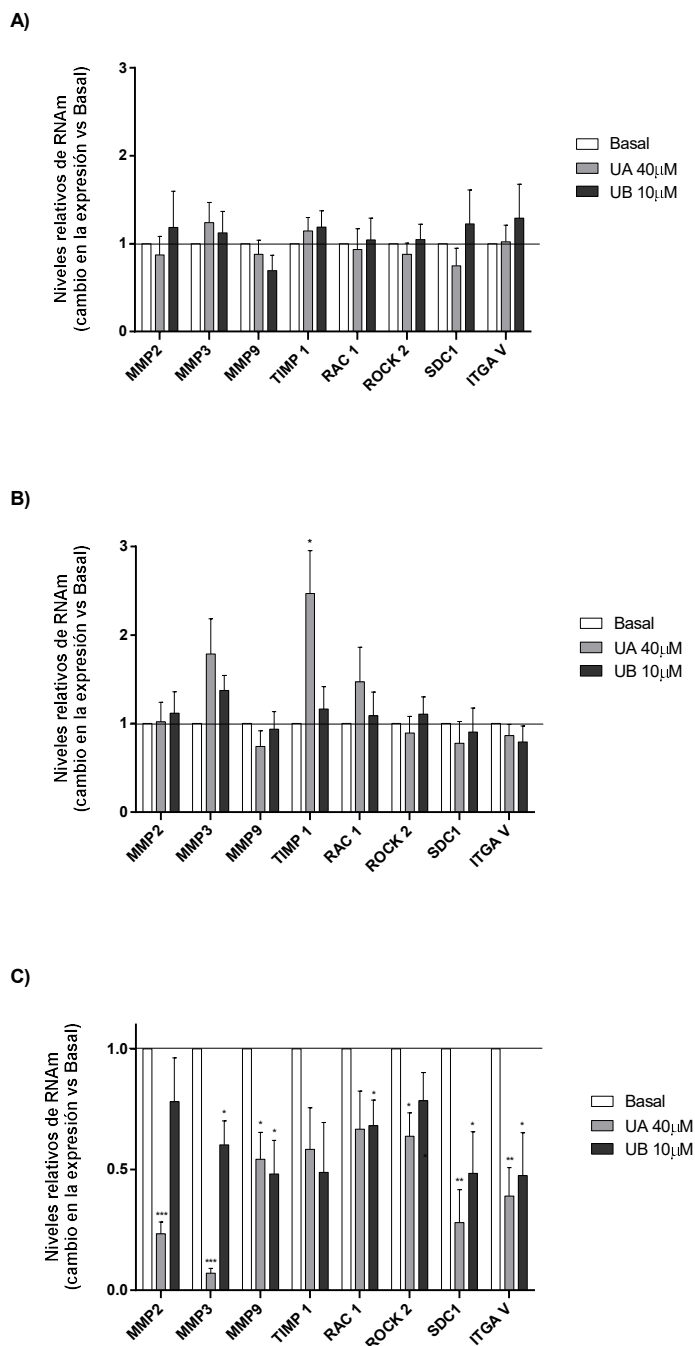 A)
Niveles relativos de RNAm
(cambio en la expresión vs Basal)
3
2
1
0
MMP2
MMP3
MMP9
TIMP 1
RAC 1
ROCK 2
SDC1
ITGA V
Basal
UA 40μM
UB 10μM
B)
Niveles relativos de RNAm
(cambio en la expresión vs Basal)
3
2
1
0
*
MMP2
MMP3
MMP9
TIMP 1
RAC 1
ROCK 2
SDC1
ITGA V
Basal
UA 40μM
UB 10μM
C)
Niveles relativos de RNAm
(cambio en la expresión vs Basal)
1.0
0.5
0.0
***
***
*
*
*
*
*
**
*
**
*
MMP2
MMP3
MMP9
TIMP 1
RAC 1
ROCK 2
SDC1
ITGA V
Basal
UA 40μM
UB 10μM